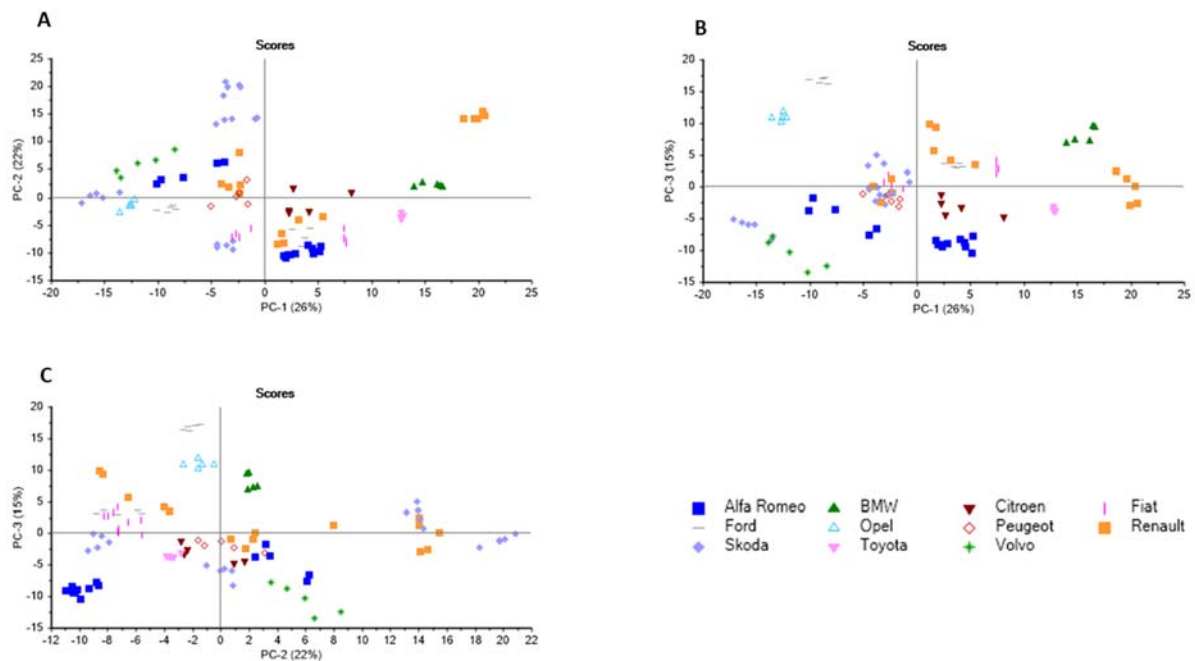 A
Scores
PC-2 (22%)
25
20
15
10
5
0
-5
-10
-15
-20 -15 -10 -5 0 5 10 15 20 25
PC-1 (26%)
B
Scores
PC-3 (15%)
20
15
10
5
0
-5
-10
-15
-20 -15 -10 -5 0 5 10 15 20 25
PC-1 (26%)
C
Scores
PC-3 (15%)
20
15
10
5
0
-5
-10
-15
-12 -10 -8 -6 -4 -2 0 2 4 6 8 10 12 14 16 18 20 22
PC-2 (22%)
Alfa Romeo BMW Citroen Fiat
Ford Opel Peugeot Renault
Skoda Toyota Volvo